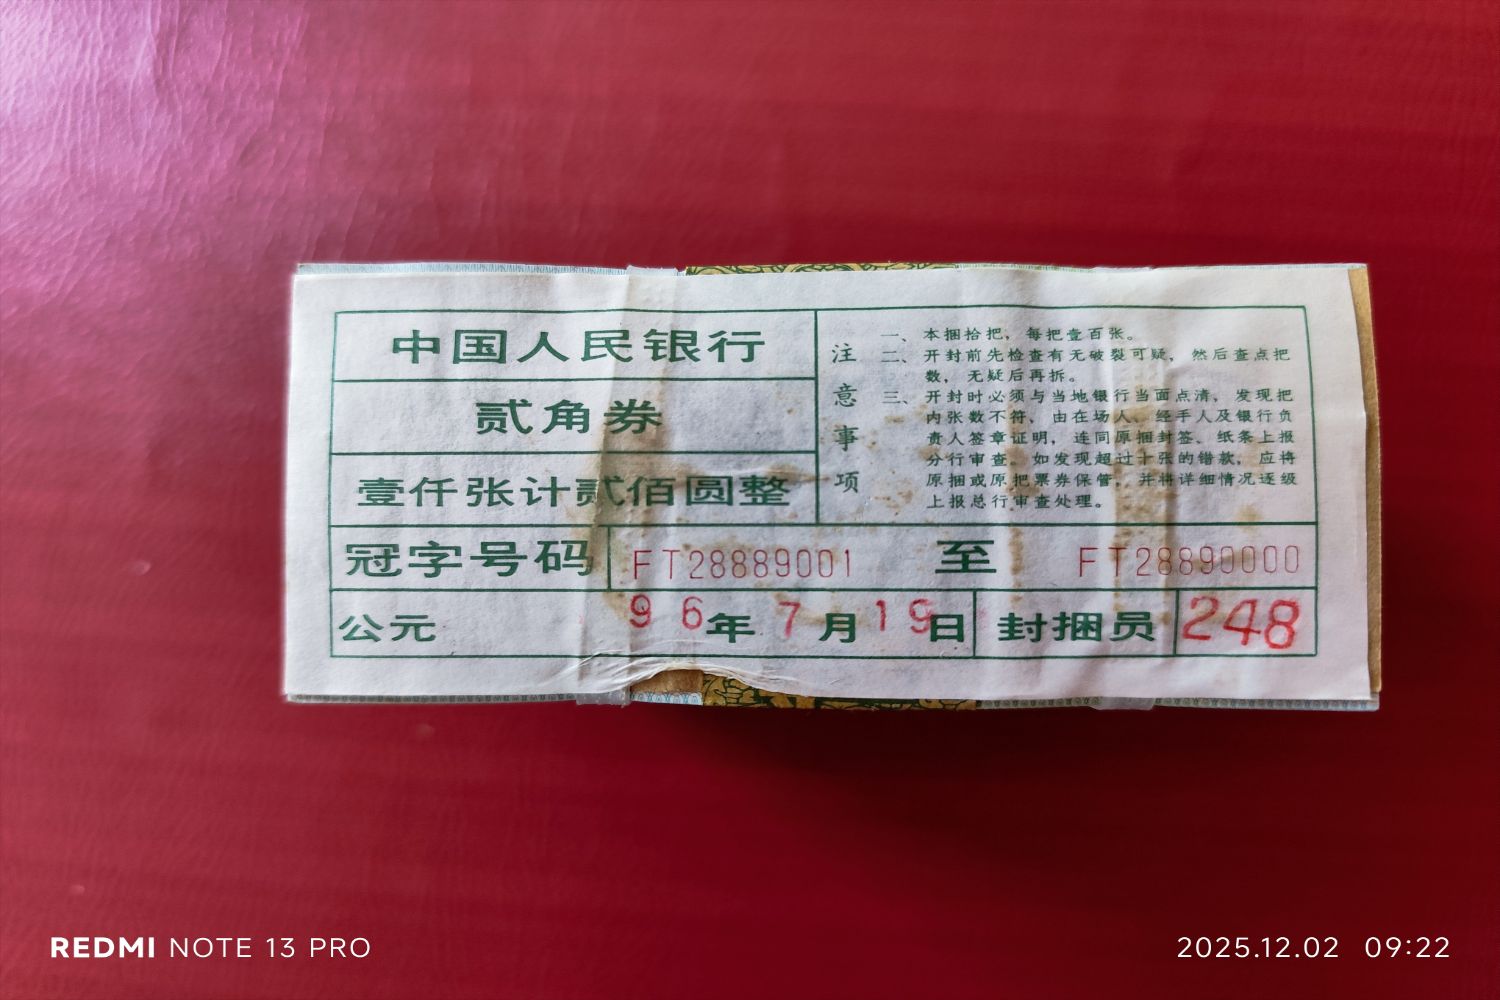 中国人民银行
贰角券
壹仟张计贰佰圆整
注意事项
一、本捆拾把，每把壹百张。
二、开封前先检查有无破裂可疑，然后查点把
数，无疑后再拆。
三、开封时必须与当地银行当面点清，发现把
内张数不符，由在场人、经手人及银行负
责人签章证明，连同原捆封签、纸条上报
分行审查。如发现超过十张的错款，应将
原捆或原把票券保管，并将详细情况逐级
上报总行审查处理。
冠字号码 FT28889001 至 FT28890000
公元 96年 7月 19日 封捆员 248
REDMI NOTE 13 PRO
2025.12.02 09:22